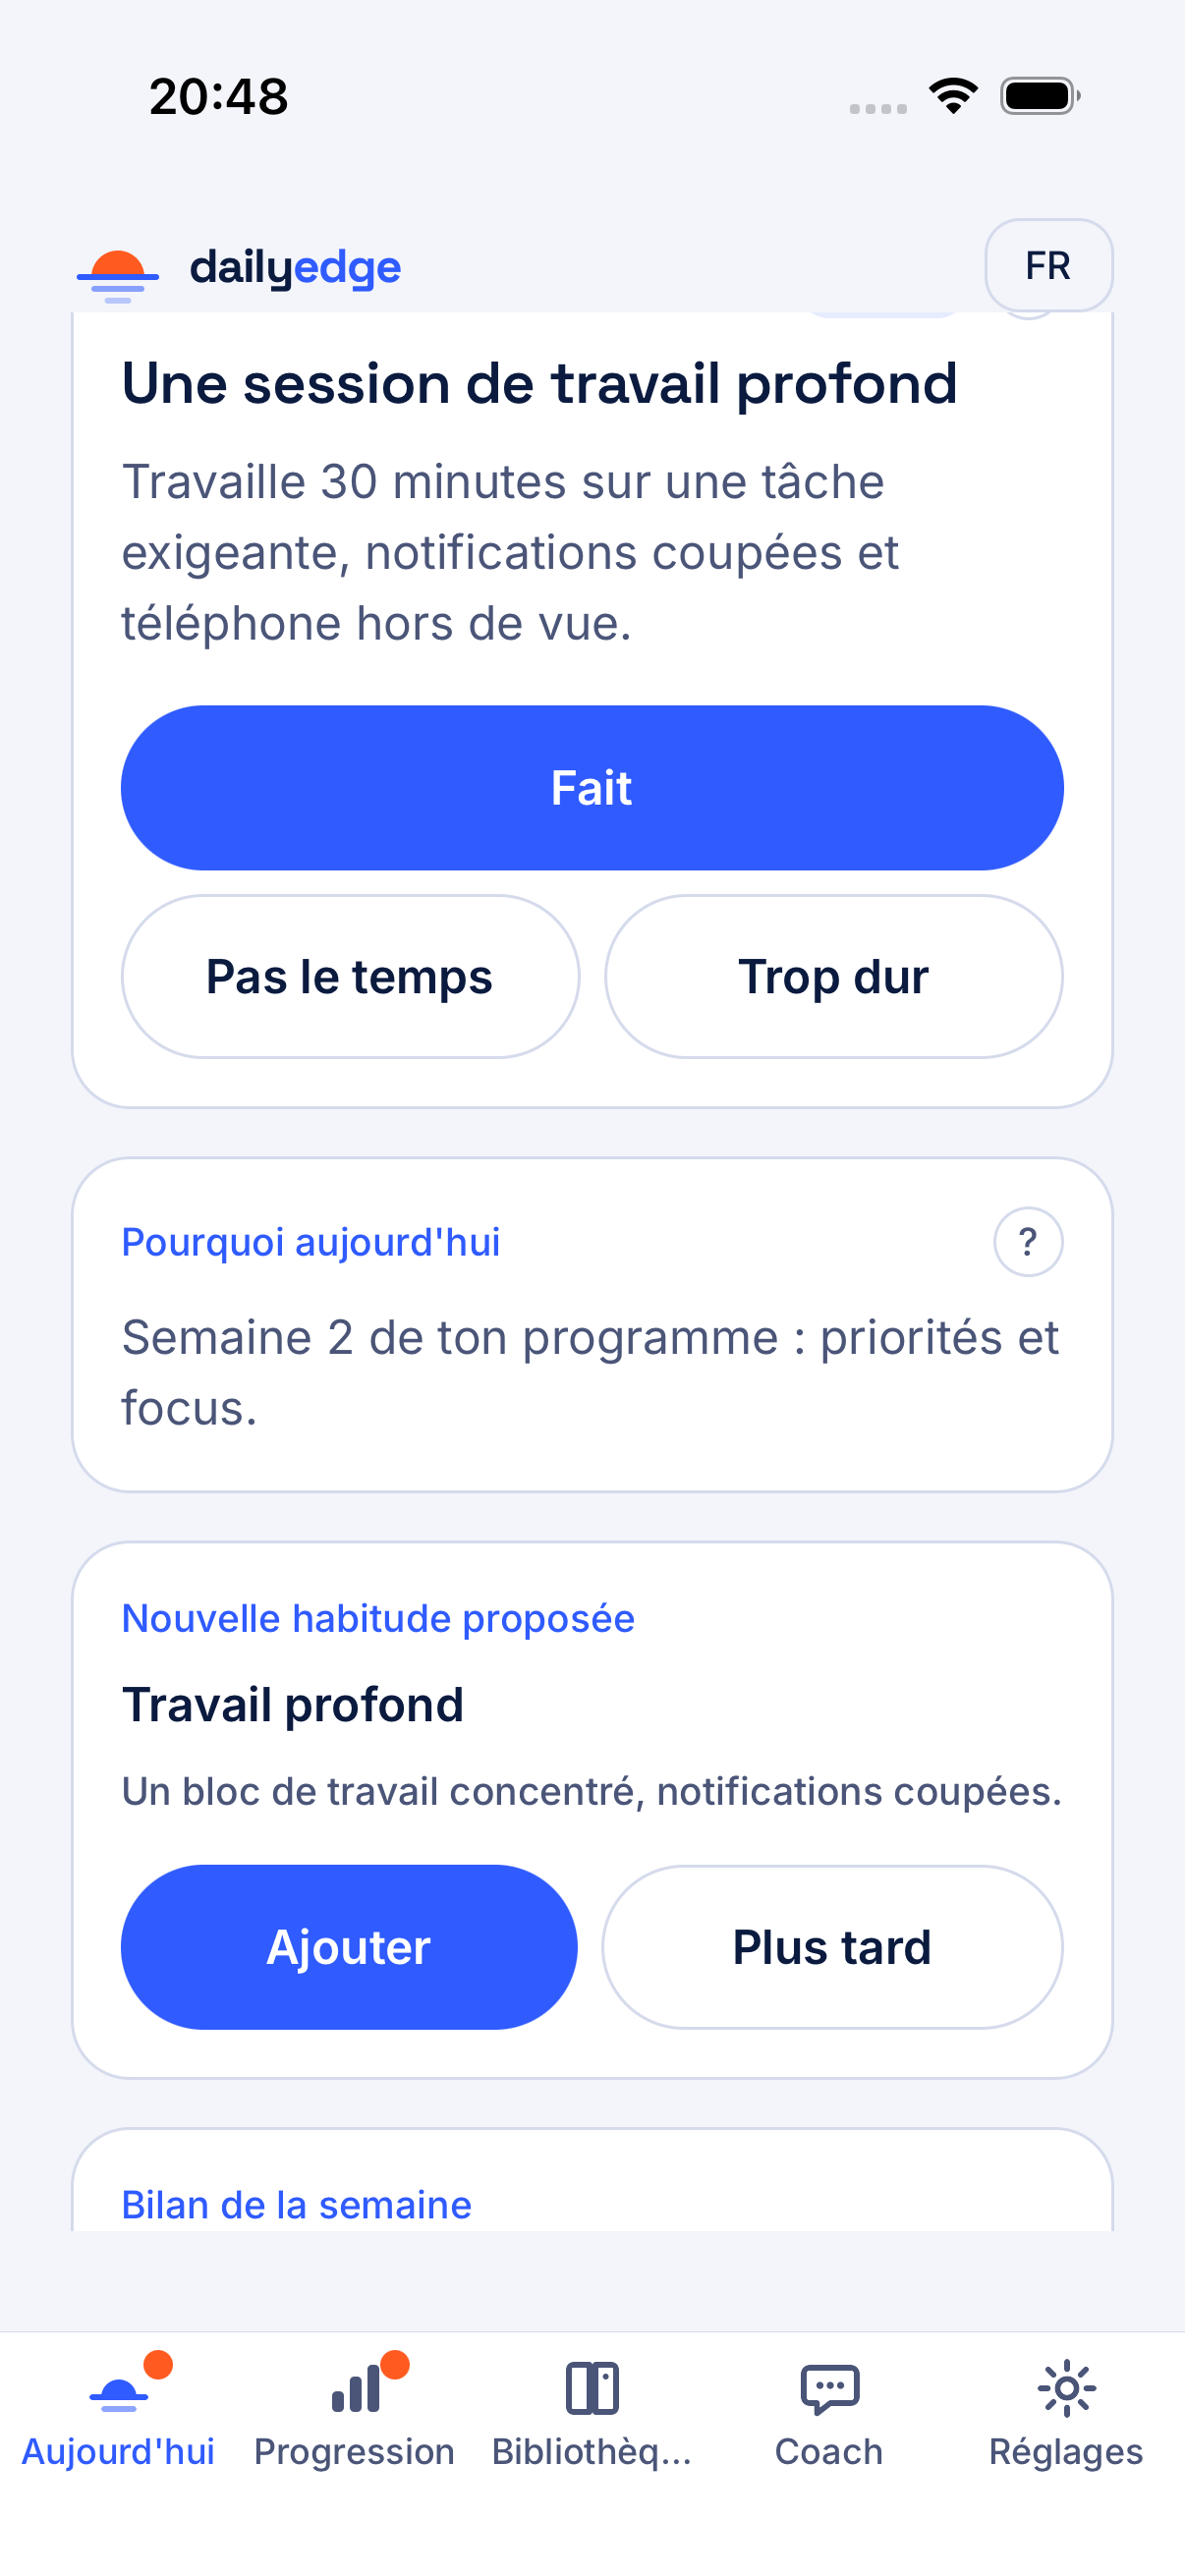 20:48
dailyedge
FR
Une session de travail profond
Travaille 30 minutes sur une tâche
exigeante, notifications coupées et
téléphone hors de vue.
Fait
Pas le temps
Trop dur
Pourquoi aujourd'hui
?
Semaine 2 de ton programme : priorités et
focus.
Nouvelle habitude proposée
Travail profond
Un bloc de travail concentré, notifications coupées.
Ajouter
Plus tard
Bilan de la semaine
Aujourd'hui
Progression
Bibliothèq...
Coach
Réglages